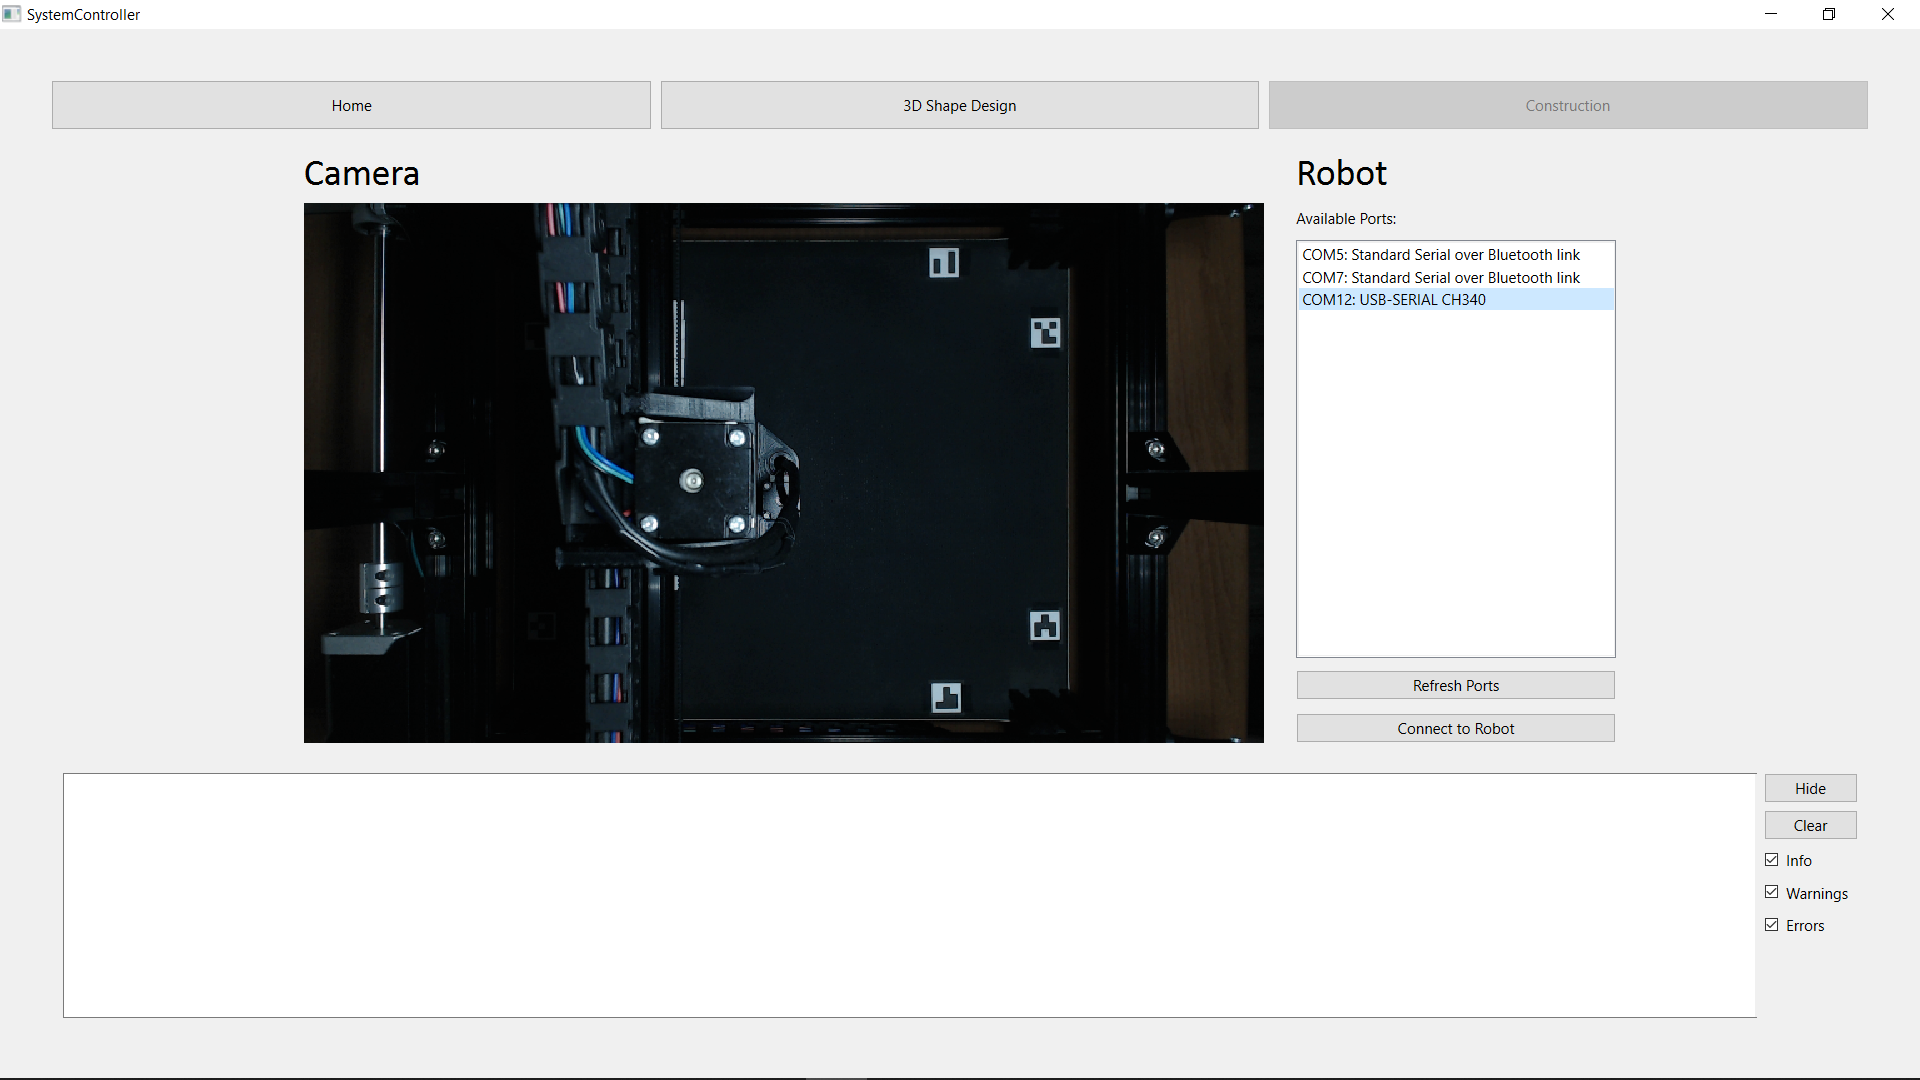 SystemController
Home
3D Shape Design
Construction
Camera
Robot
Available Ports:
COM5: Standard Serial over Bluetooth link
COM7: Standard Serial over Bluetooth link
COM12: USB-SERIAL CH340
Refresh Ports
Connect to Robot
Hide
Clear
Info
Warnings
Errors